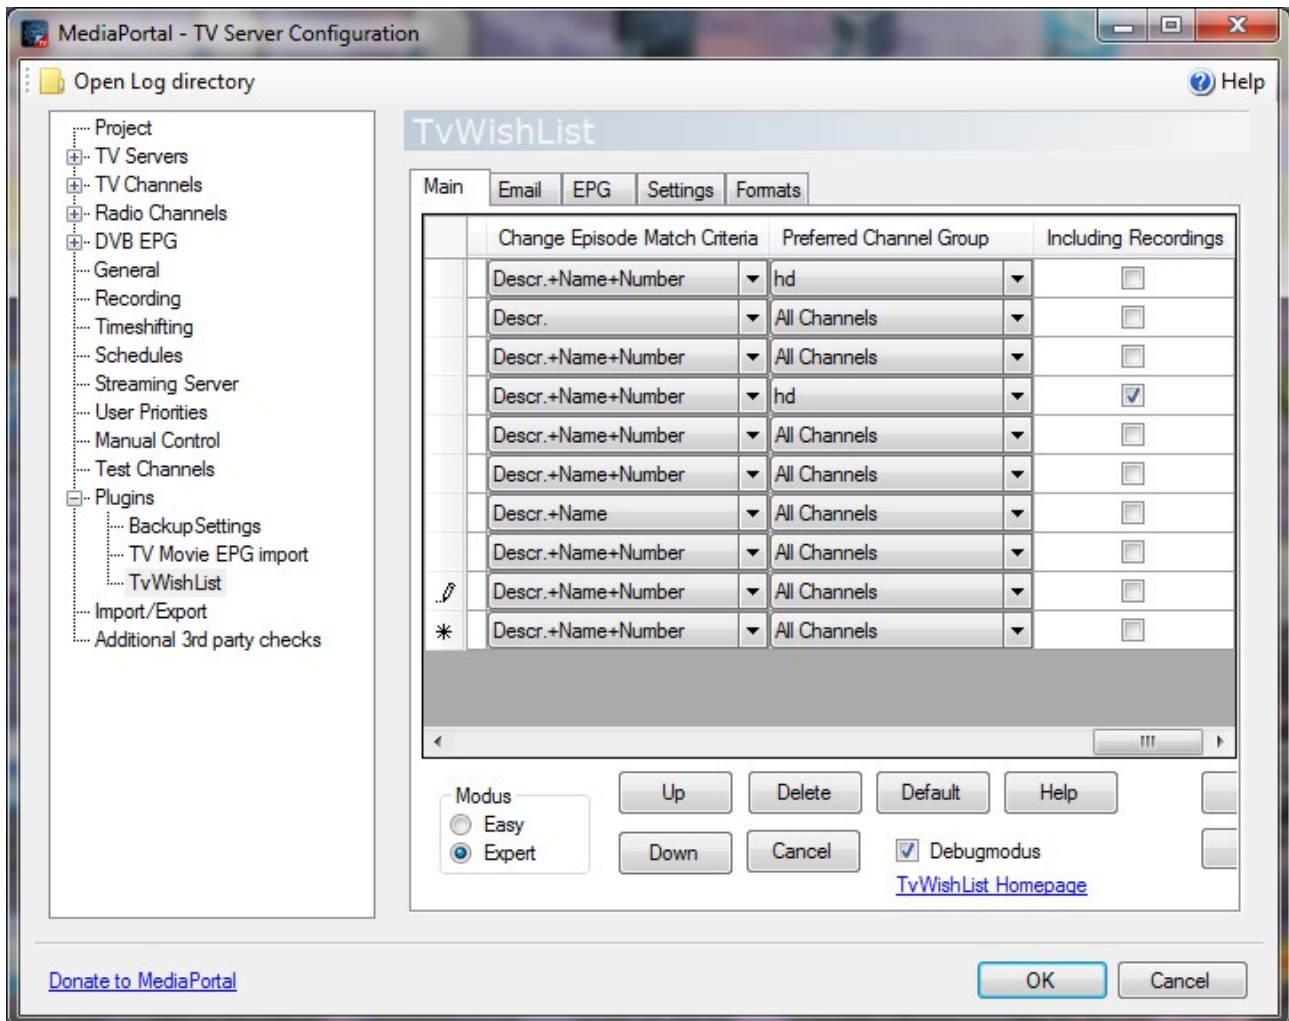 MediaPortal - TV Server Configuration
Open Log directory
Help
Project
TV Servers
TV Channels
Radio Channels
DVB EPG
General
Recording
Timeshifting
Schedules
Streaming Server
User Priorities
Manual Control
Test Channels
Plugins
BackupSettings
TV Movie EPG import
TvWishList
Import/Export
Additional 3rd party checks
TvWishList
Main Email EPG Settings Formats
Change Episode Match Criteria Preferred Channel Group Including Recordings
Descr.+Name+Number hd
Descr. All Channels
Descr.+Name+Number All Channels
Descr.+Name+Number hd
Descr.+Name+Number All Channels
Descr.+Name+Number All Channels
Descr.+Name All Channels
Descr.+Name+Number All Channels
Descr.+Name+Number All Channels
Descr.+Name+Number All Channels
Modus
Easy
Expert
Up Delete Default Help
Down Cancel Debugmodus
TvWishList Homepage
Donate to MediaPortal
OK Cancel